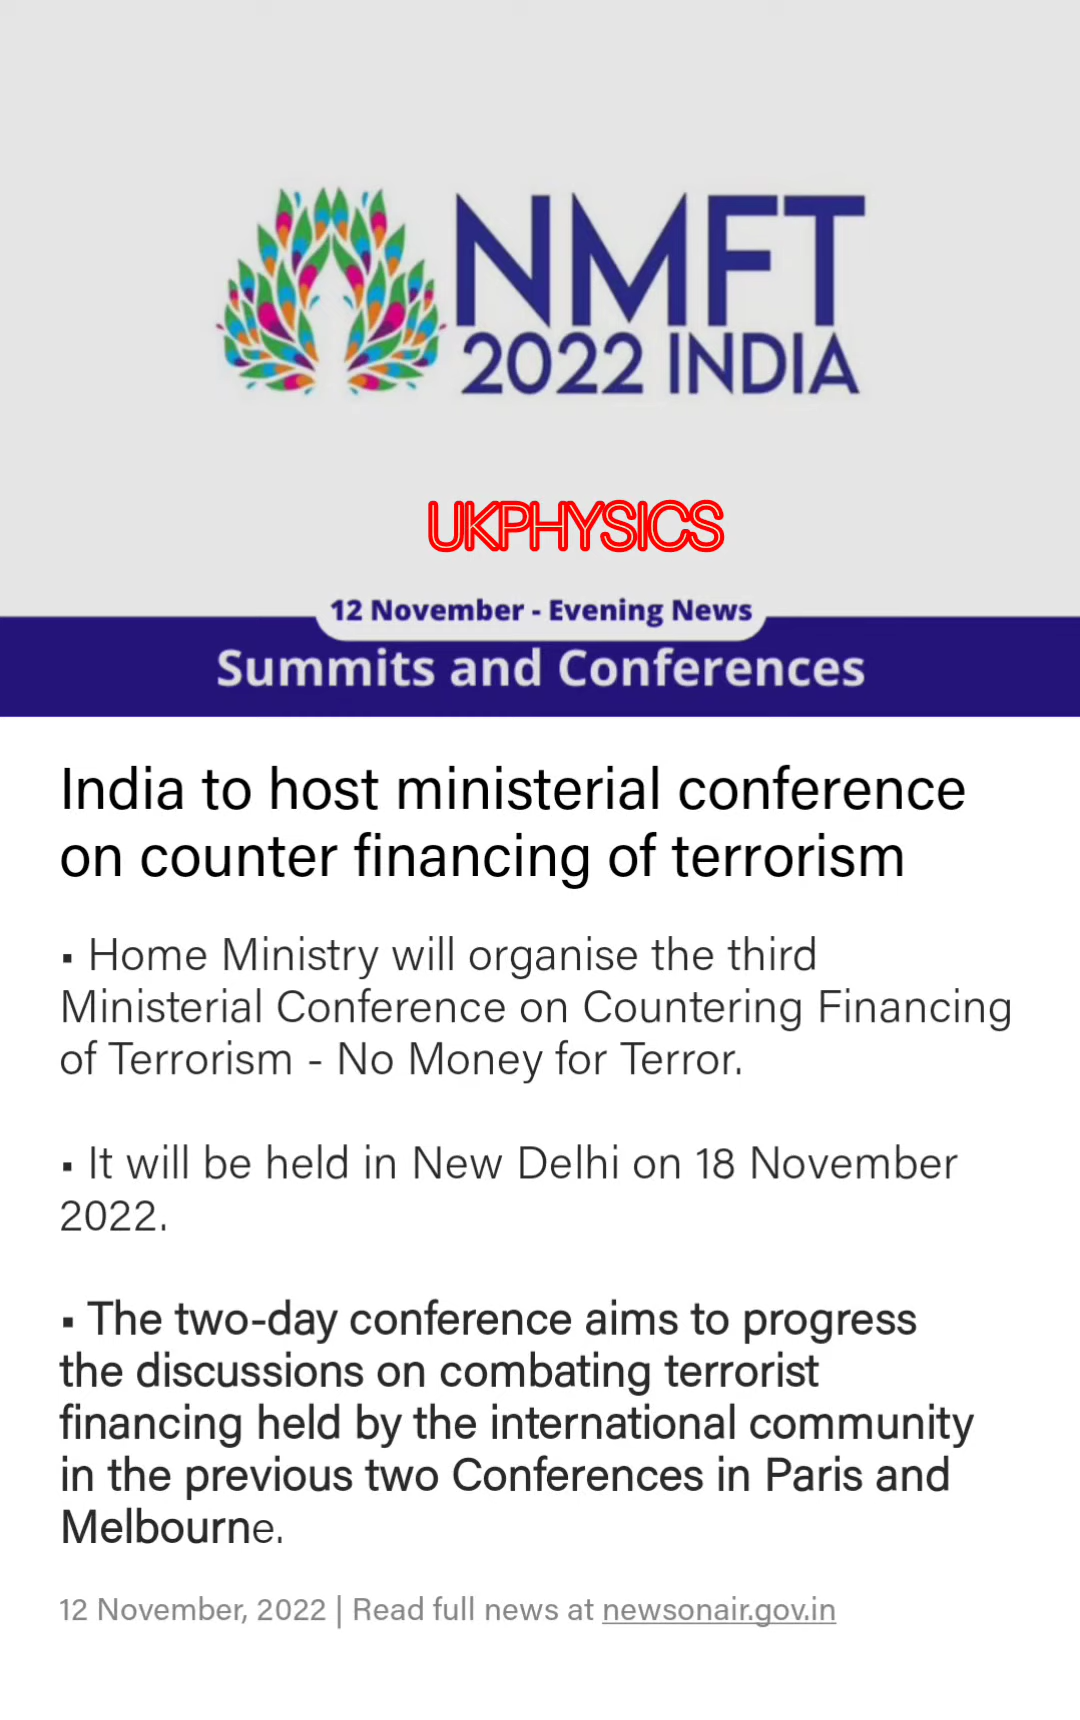 NMFT
2022 INDIA
UKPHYSICS
12 November - Evening News
Summits and Conferences
India to host ministerial conference
on counter financing of terrorism
▪ Home Ministry will organise the third
Ministerial Conference on Countering Financing
of Terrorism - No Money for Terror.
▪ It will be held in New Delhi on 18 November
2022.
▪ The two-day conference aims to progress
the discussions on combating terrorist
financing held by the international community
in the previous two Conferences in Paris and
Melbourne.
12 November, 2022 | Read full news at newsonair.gov.in